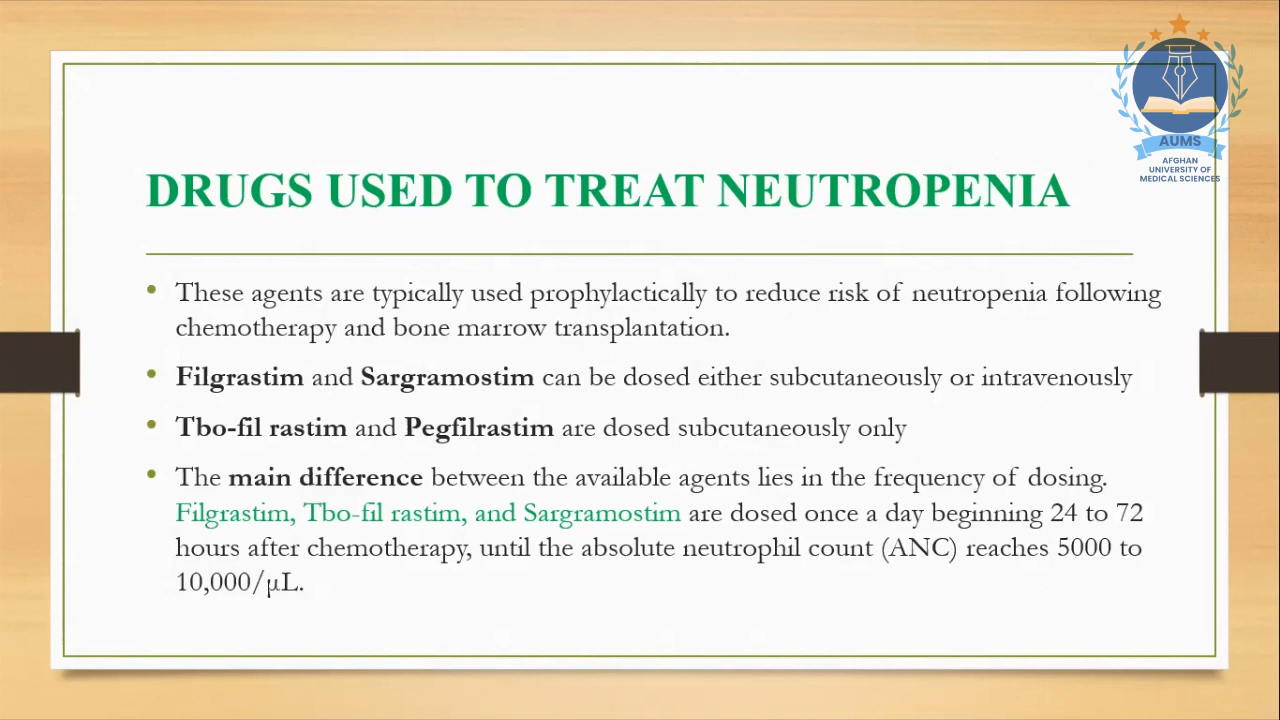 AUMS
AFGHAN
UNIVERSITY OF
MEDICAL SCIENCES
DRUGS USED TO TREAT NEUTROPENIA
• These agents are typically used prophylactically to reduce risk of neutropenia following
chemotherapy and bone marrow transplantation.
• Filgrastim and Sargramostim can be dosed either subcutaneously or intravenously
• Tbo-fil rastim and Pegfilrastim are dosed subcutaneously only
• The main difference between the available agents lies in the frequency of dosing.
Filgrastim, Tbo-fil rastim, and Sargramostim are dosed once a day beginning 24 to 72
hours after chemotherapy, until the absolute neutrophil count (ANC) reaches 5000 to
10,000/μL.